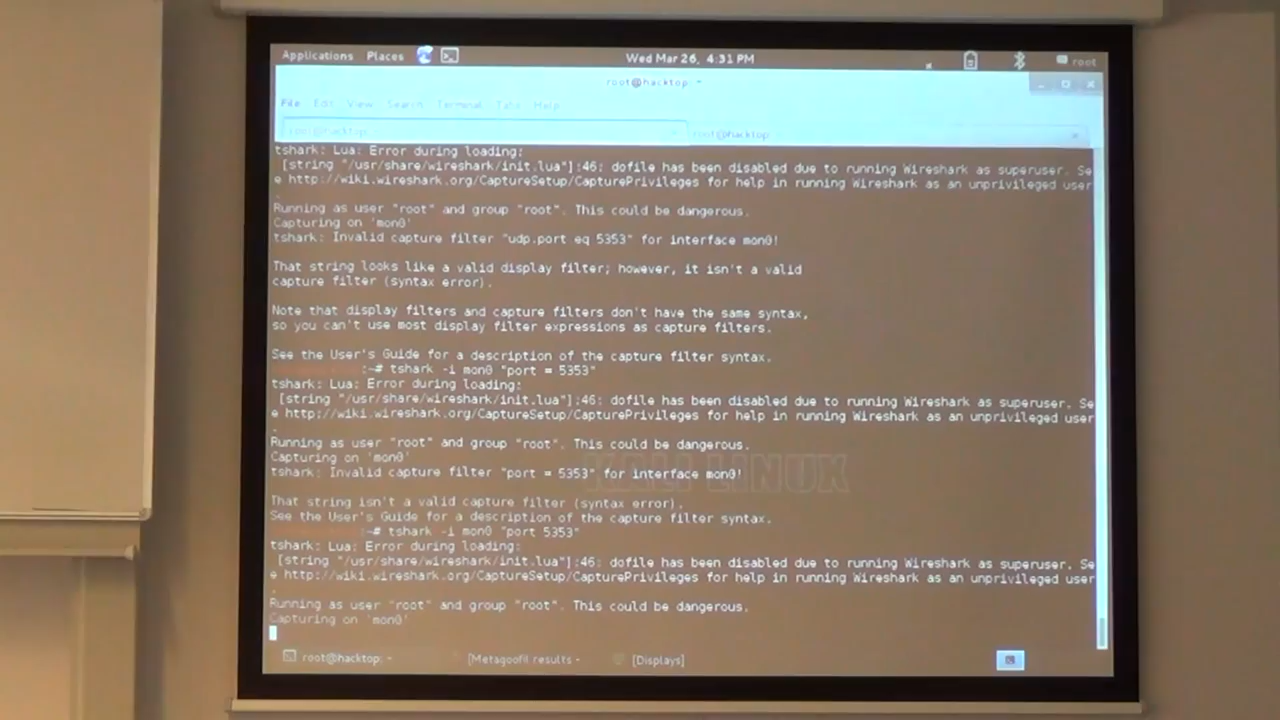 Applications Places Wed Mar 26, 4:31 PM root
root@hacktop: ~
File Edit View Search Terminal Tabs Help
root@hacktop: ~ root@hacktop:
tshark: Lua: Error during loading:
[string "/usr/share/wireshark/init.lua"]:46: dofile has been disabled due to running Wireshark as superuser. Se
e http://wiki.wireshark.org/CaptureSetup/CapturePrivileges for help in running Wireshark as an unprivileged user
.
Running as user "root" and group "root". This could be dangerous.
Capturing on 'mon0'
tshark: Invalid capture filter "udp.port eq 5353" for interface mon0!
That string looks like a valid display filter; however, it isn't a valid
capture filter (syntax error).
Note that display filters and capture filters don't have the same syntax,
so you can't use most display filter expressions as capture filters.
See the User's Guide for a description of the capture filter syntax.
:~# tshark -i mon0 "port = 5353"
tshark: Lua: Error during loading:
[string "/usr/share/wireshark/init.lua"]:46: dofile has been disabled due to running Wireshark as superuser. Se
e http://wiki.wireshark.org/CaptureSetup/CapturePrivileges for help in running Wireshark as an unprivileged user
.
Running as user "root" and group "root". This could be dangerous.
Capturing on 'mon0'
tshark: Invalid capture filter "port = 5353" for interface mon0!
KALI LINUX
That string isn't a valid capture filter (syntax error).
See the User's Guide for a description of the capture filter syntax.
:~# tshark -i mon0 "port 5353"
tshark: Lua: Error during loading:
[string "/usr/share/wireshark/init.lua"]:46: dofile has been disabled due to running Wireshark as superuser. Se
e http://wiki.wireshark.org/CaptureSetup/CapturePrivileges for help in running Wireshark as an unprivileged user
.
Running as user "root" and group "root". This could be dangerous.
Capturing on 'mon0'
root@hacktop: ~ [Metagoofil results - [Displays]